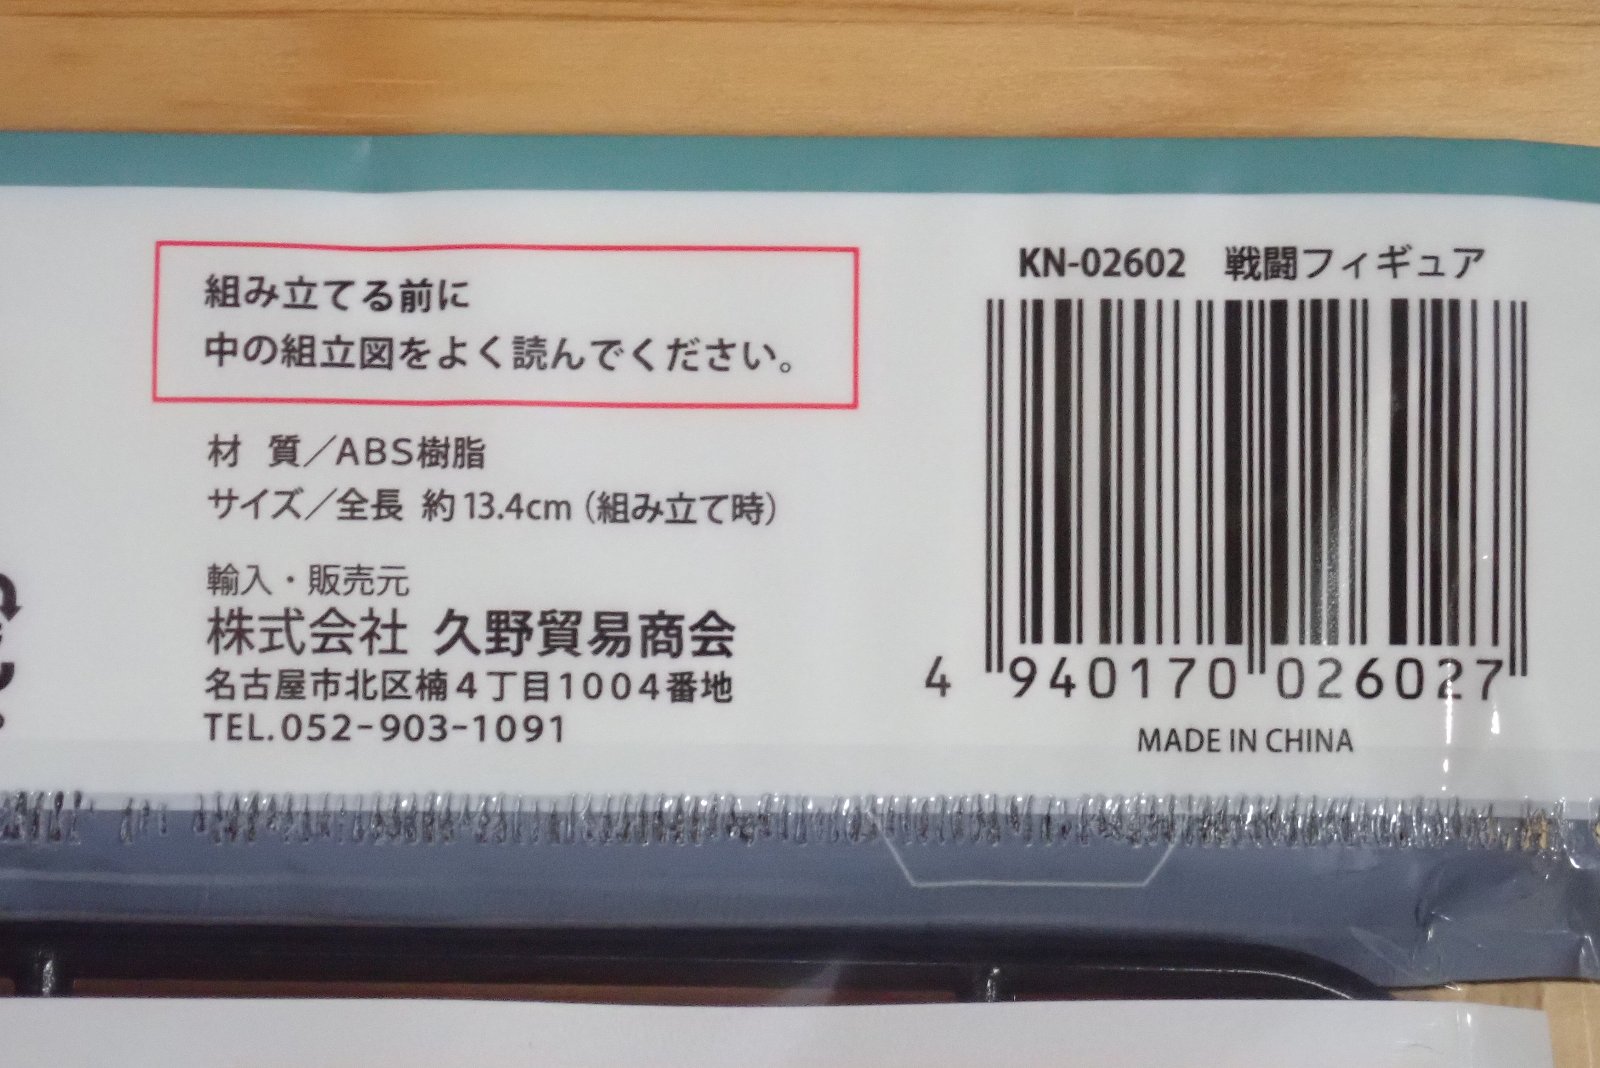 組み立てる前に
中の組立図をよく読んでください。
材 質／ABS樹脂
サイズ／全長 約13.4cm（組み立て時）
輸入・販売元
株式会社 久野貿易商会
名古屋市北区楠4丁目1004番地
TEL.052-903-1091
KN-02602 戦闘フィギュア
4 940170 026027
MADE IN CHINA